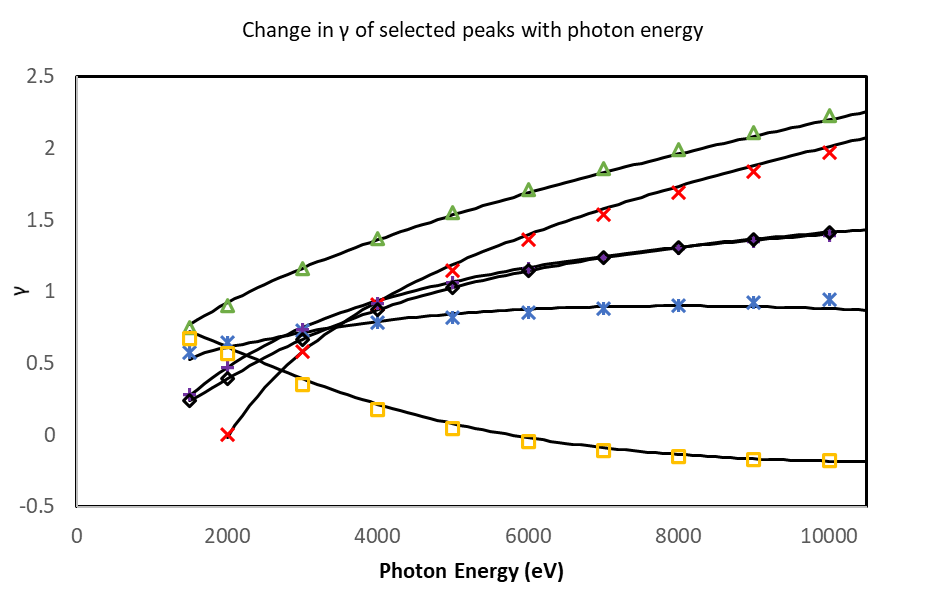 Change in γ of selected peaks with photon energy
2.5
2
1.5
1
0.5
0
-0.5
γ
0 2000 4000 6000 8000 10000
Photon Energy (eV)